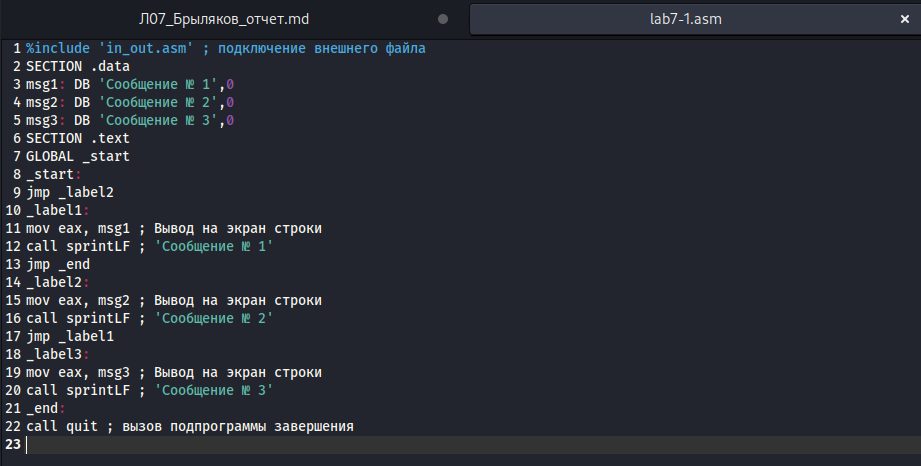 Л07_Брыляков_отчет.md
lab7-1.asm
1 %include 'in_out.asm' ; подключение внешнего файла
2 SECTION .data
3 msg1: DB 'Сообщение № 1',0
4 msg2: DB 'Сообщение № 2',0
5 msg3: DB 'Сообщение № 3',0
6 SECTION .text
7 GLOBAL _start
8 _start:
9 jmp _label2
10 _label1:
11 mov eax, msg1 ; Вывод на экран строки
12 call sprintLF ; 'Сообщение № 1'
13 jmp _end
14 _label2:
15 mov eax, msg2 ; Вывод на экран строки
16 call sprintLF ; 'Сообщение № 2'
17 jmp _label1
18 _label3:
19 mov eax, msg3 ; Вывод на экран строки
20 call sprintLF ; 'Сообщение № 3'
21 _end:
22 call quit ; вызов подпрограммы завершения
23